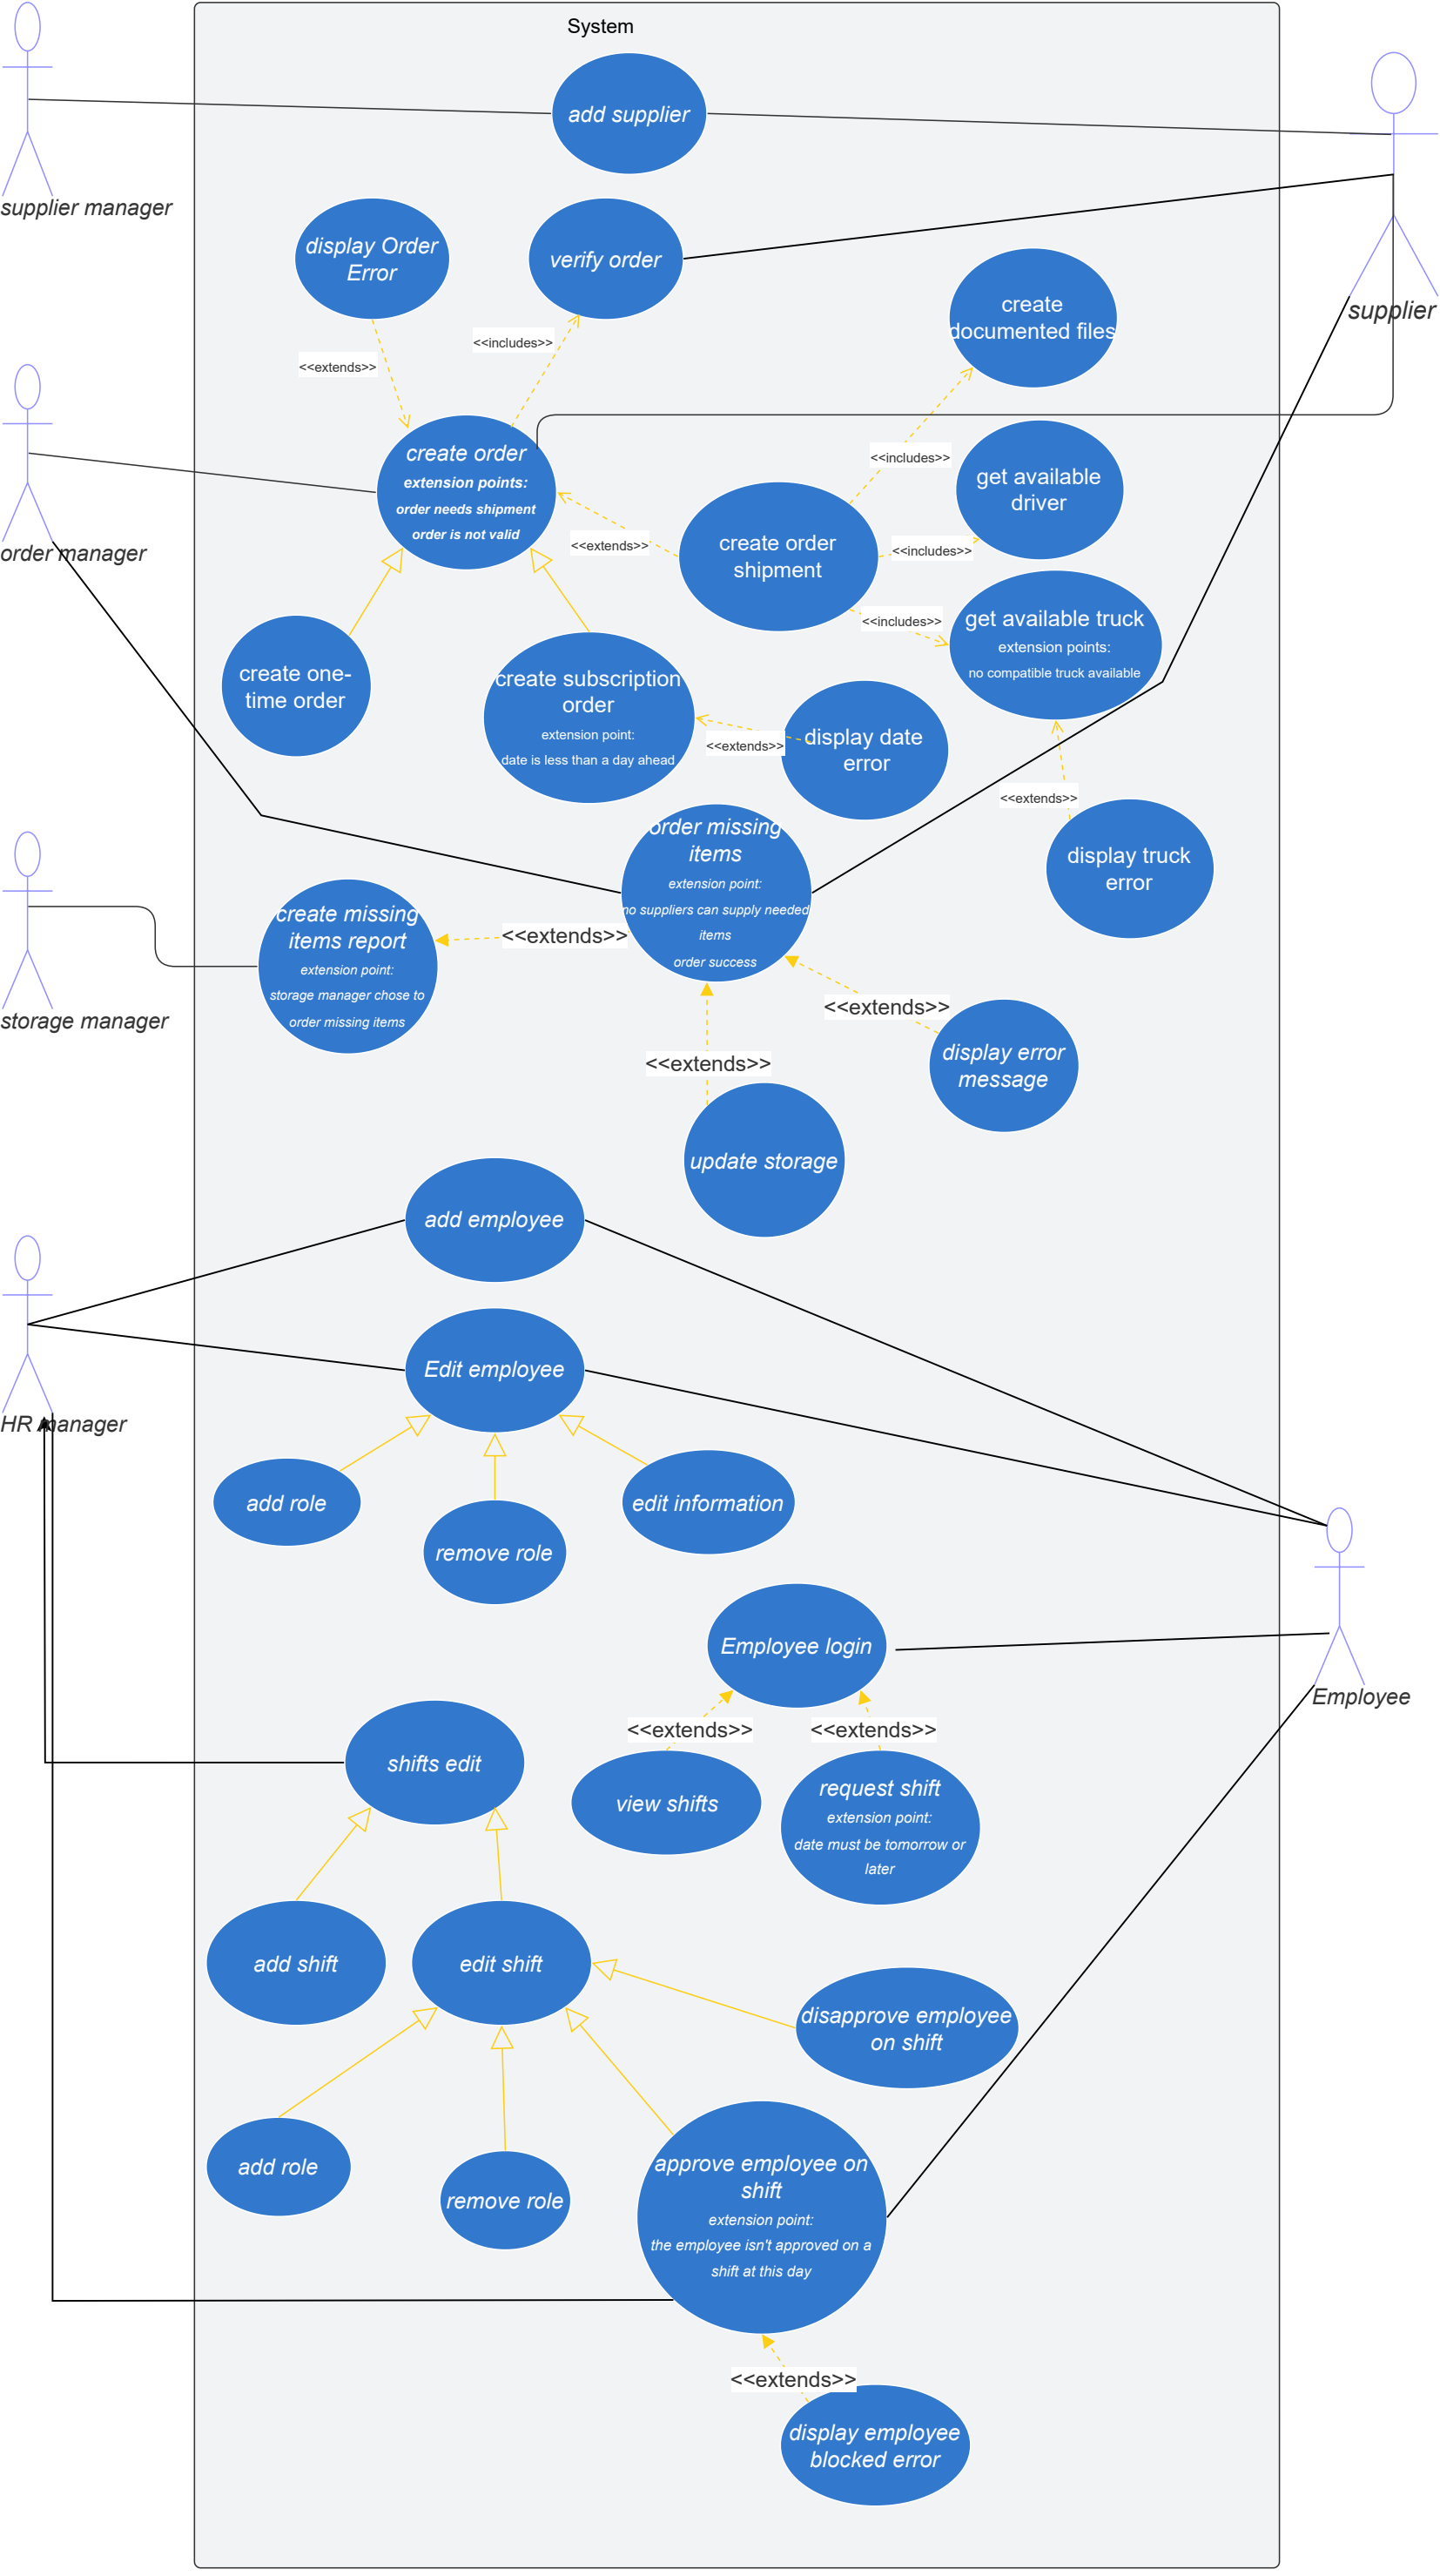 System
add supplier
supplier manager
display Order
Error
verify order
create
documented files
supplier
<<includes>>
<<extends>>
create order
extension points:
order needs shipment
order is not valid
<<includes>>
get available
driver
order manager
<<extends>>
create order
shipment
<<includes>>
<<includes>>
get available truck
extension points:
no compatible truck available
create one-
time order
create subscription
order
extension point:
date is less than a day ahead
<<extends>>
display date
error
<<extends>>
order missing
items
extension point:
no suppliers can supply needed
items
order success
display truck
error
create missing
items report
extension point:
storage manager chose to
order missing items
<<extends>>
storage manager
<<extends>>
display error
message
<<extends>>
update storage
add employee
Edit employee
HR manager
add role
edit information
remove role
Employee login
Employee
<<extends>>
<<extends>>
shifts edit
view shifts
request shift
extension point:
date must be tomorrow or
later
add shift
edit shift
disapprove employee
on shift
add role
remove role
approve employee on
shift
extension point:
the employee isn't approved on a
shift at this day
<<extends>>
display employee
blocked error